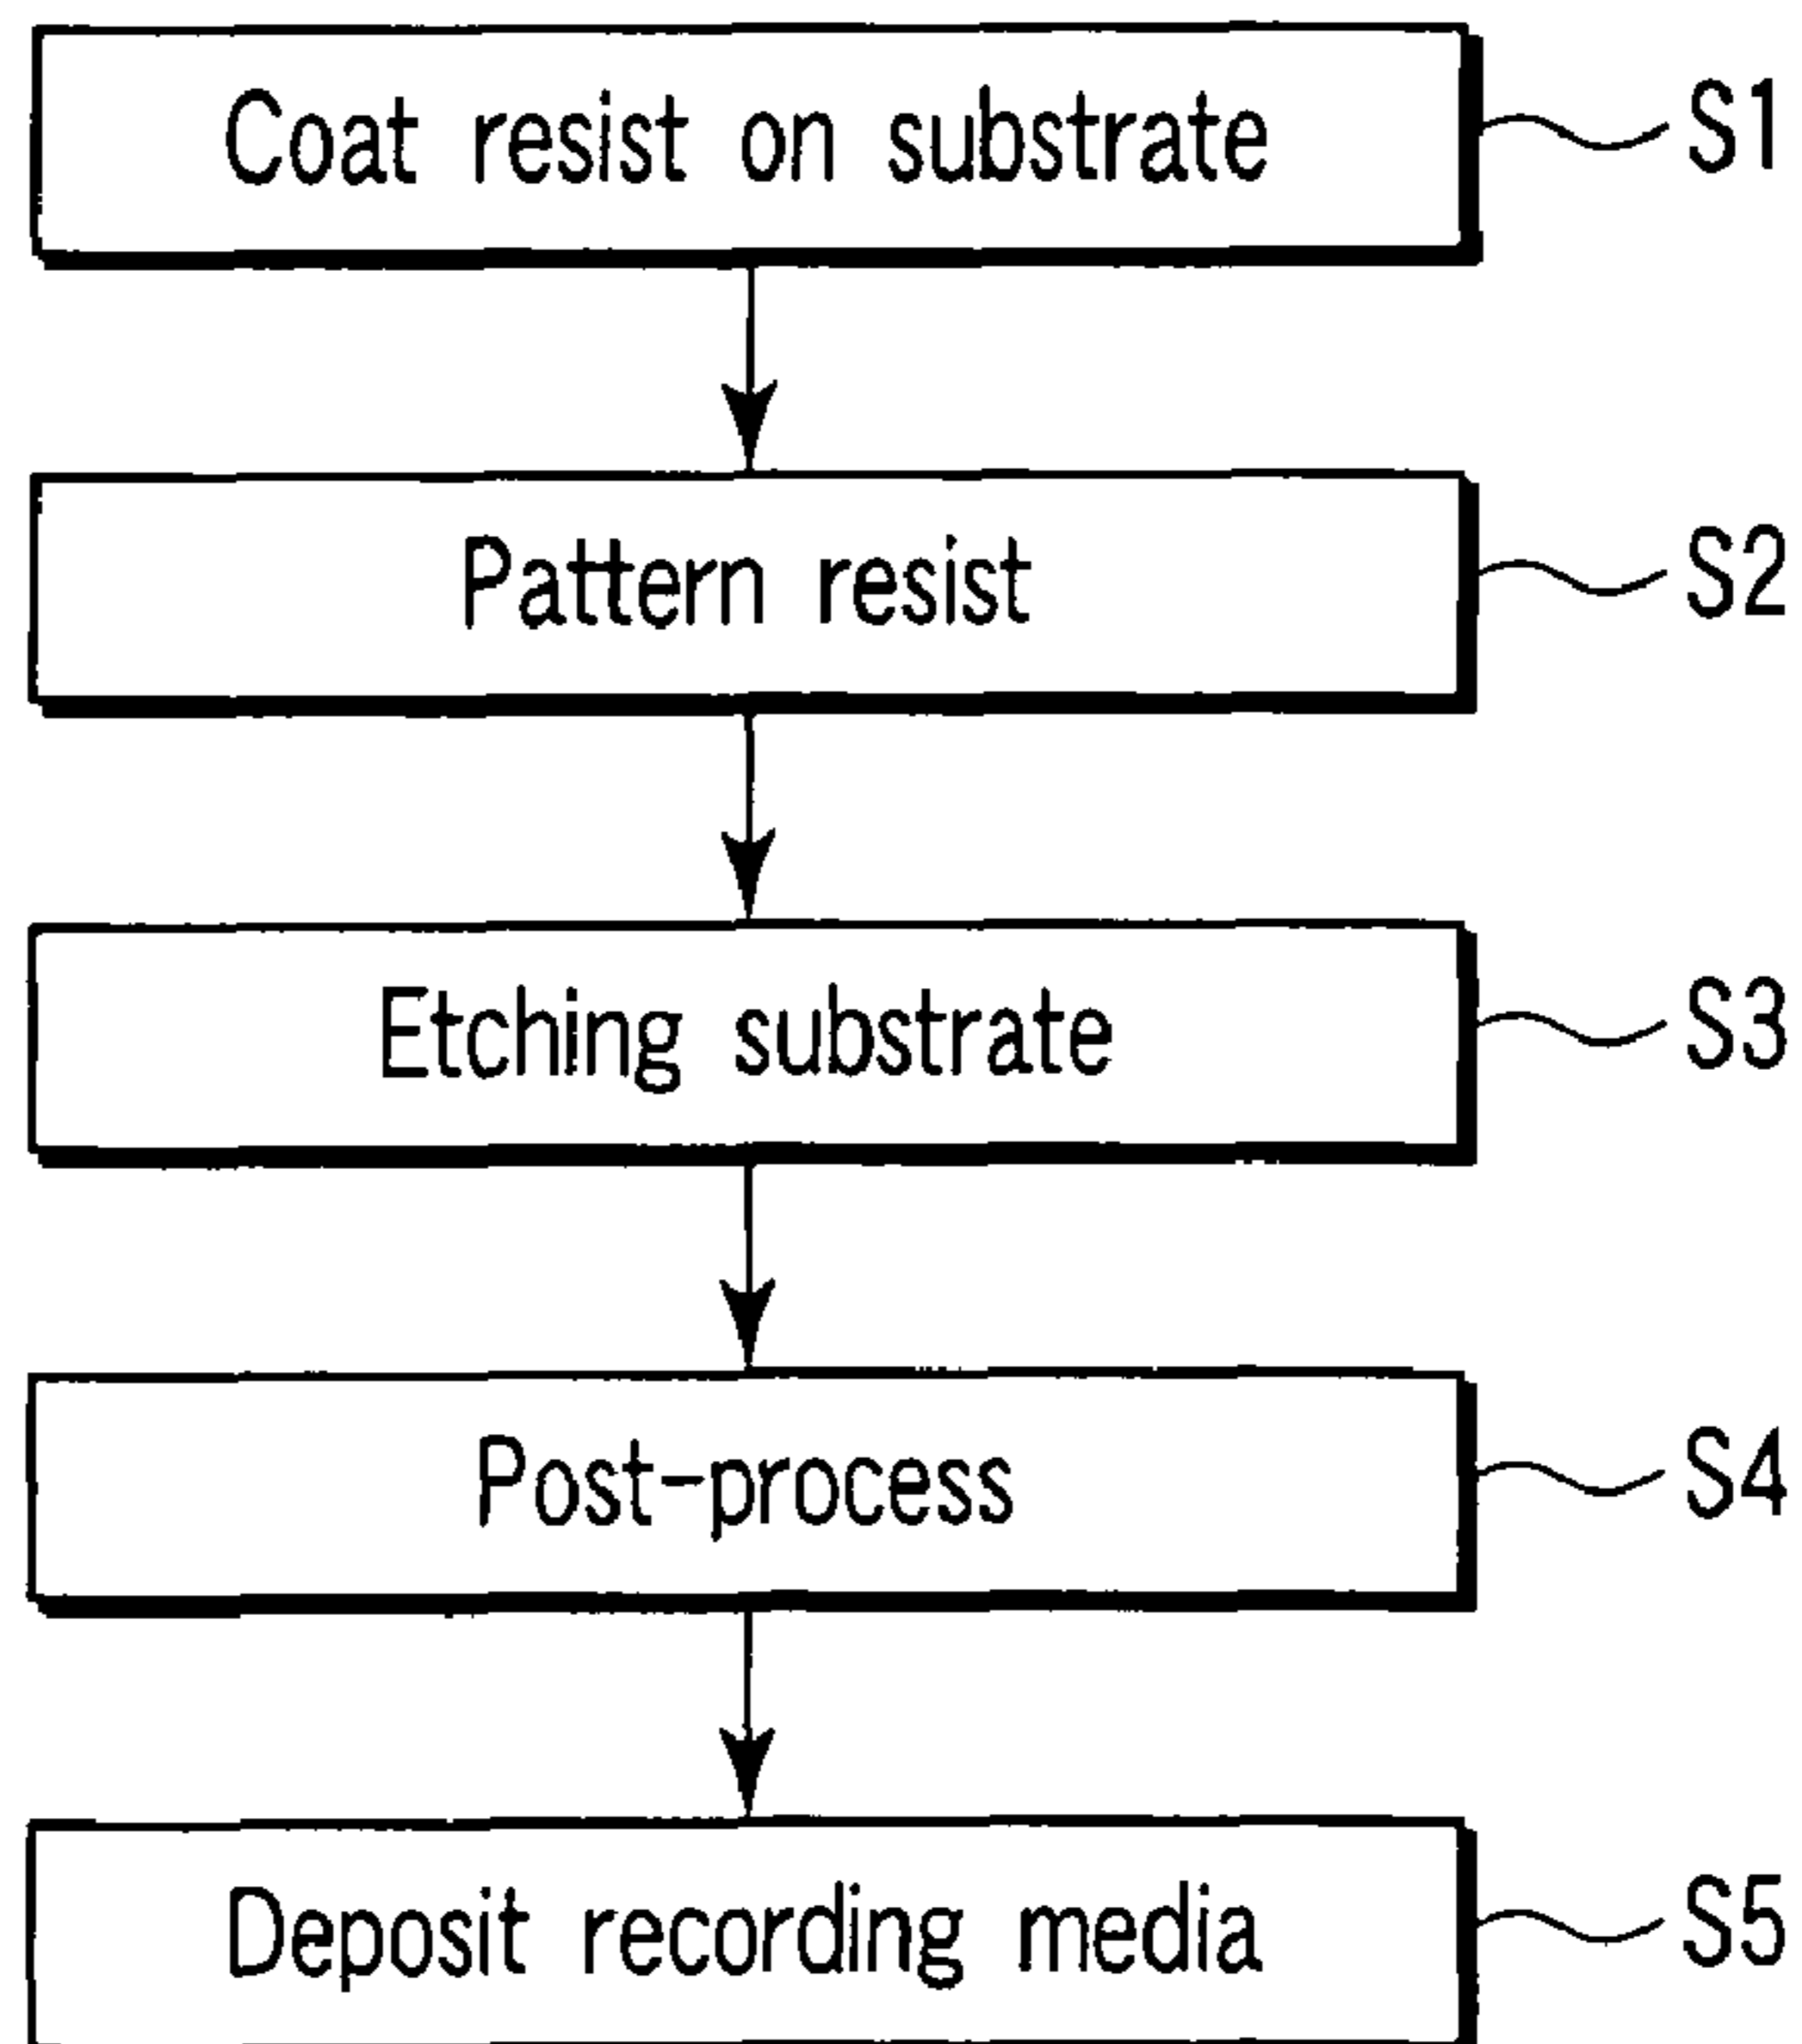 Coat resist on substrate S1
Pattern resist S2
Etching substrate S3
Post-process S4
Deposit recording media S5